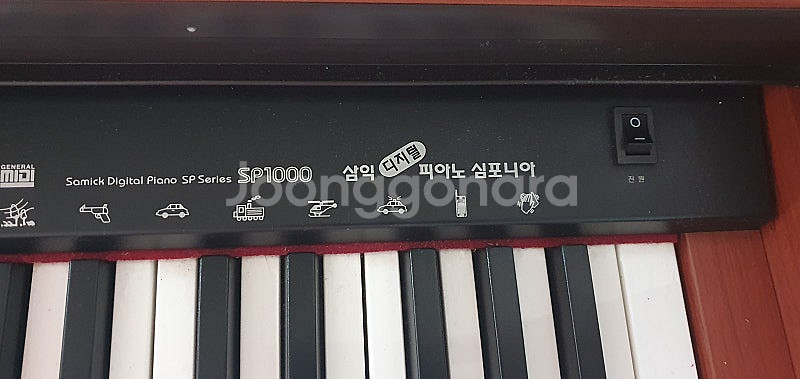 GENERAL
MIDI
Samick Digital Piano SP Series SP1000 삼익 디지털 피아노 심포니아
전원
Joonggonara